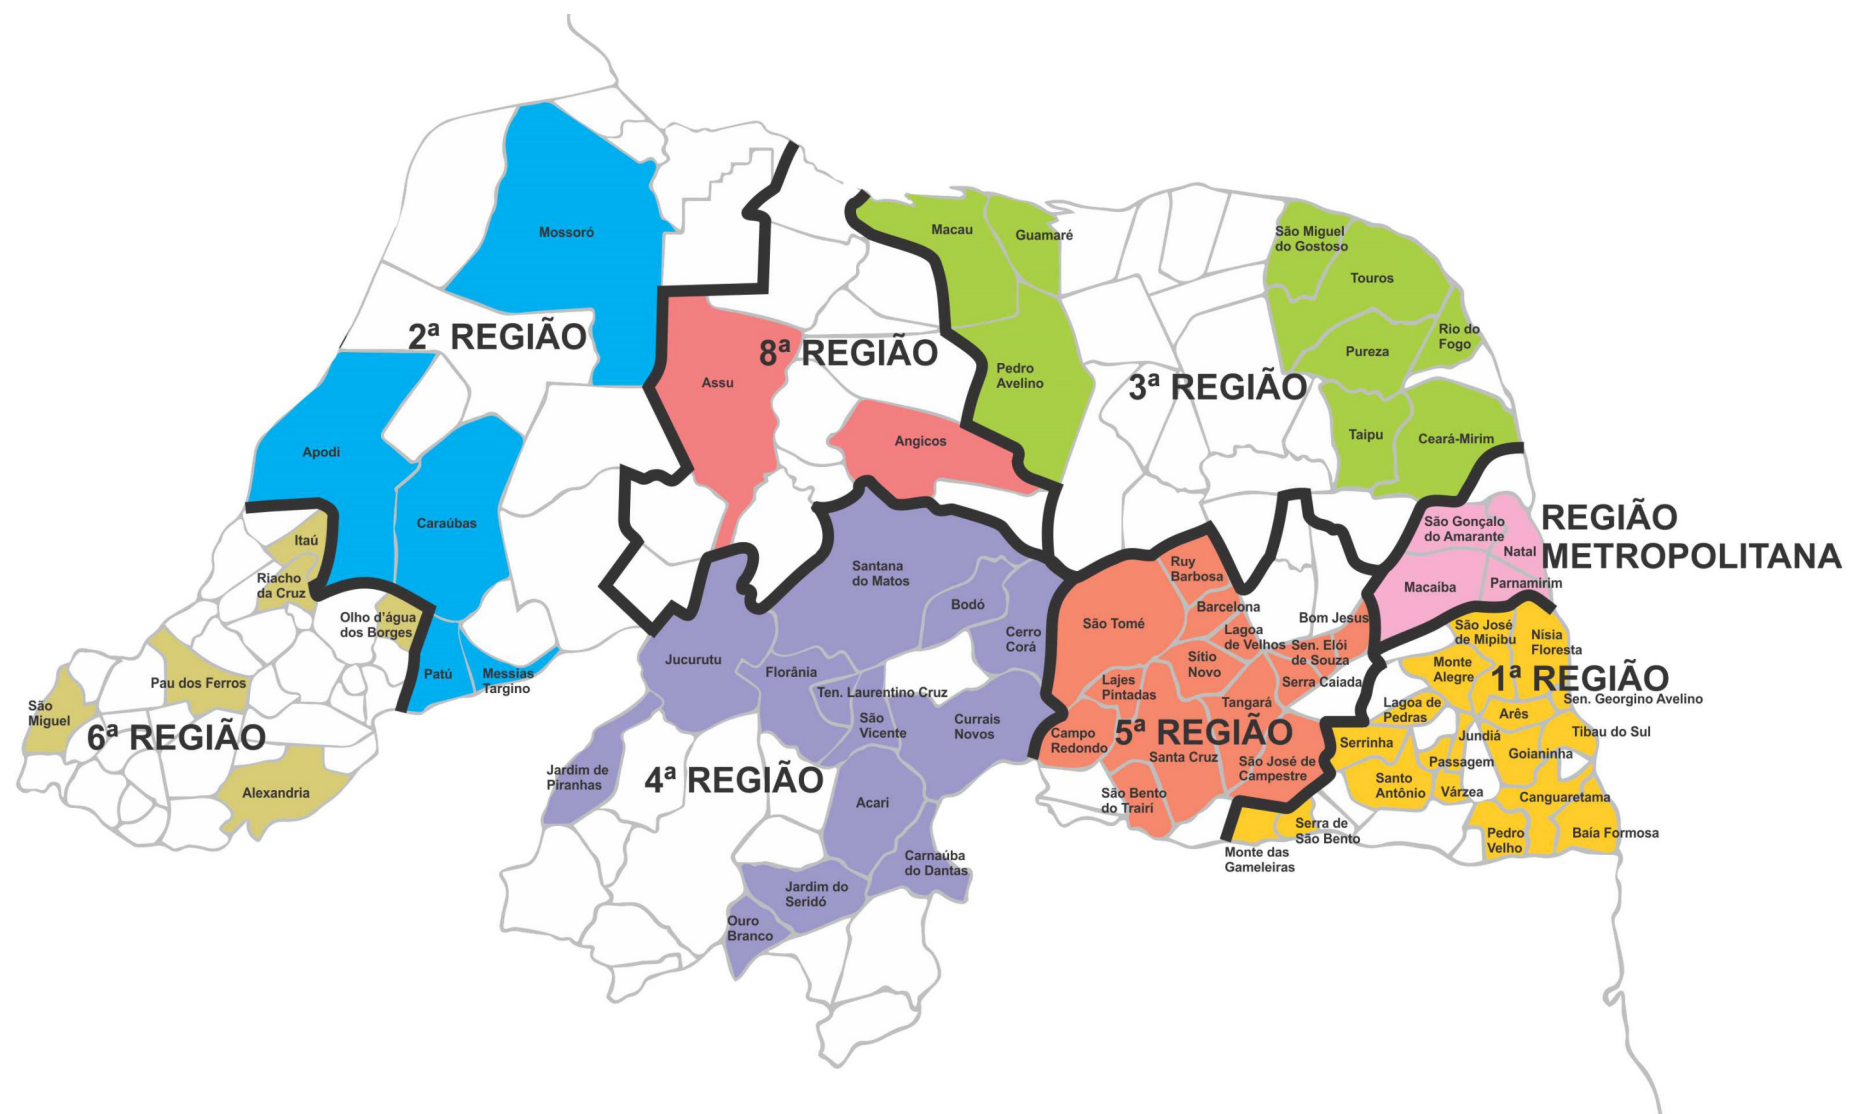 Mossoró
2ª REGIÃO
Apodi
Caraúbas
Patú
Messias
Targino
8ª REGIÃO
Assu
Angicos
Macau
Guamaré
Pedro
Avelino
3ª REGIÃO
São Miguel
do Gostoso
Touros
Rio do
Fogo
Pureza
Taipu
Ceará-Mirim
REGIÃO
METROPOLITANA
São Gonçalo
do Amarante
Natal
Macaíba
Parnamirim
Itaú
Riacho
da Cruz
Olho d'água
dos Borges
Pau dos Ferros
São
Miguel
6ª REGIÃO
Alexandria
Santana
do Matos
Bodó
Cerro
Corá
Jucurutu
Florânia
Ten. Laurentino Cruz
São
Vicente
Currais
Novos
Jardim de
Piranhas
4ª REGIÃO
Acari
Carnaúba
do Dantas
Jardim do
Seridó
Ouro
Branco
Ruy
Barbosa
Barcelona
São Tomé
Lagoa
de Velhos
Bom Jesus
Sen. Elói
de Souza
Sítio
Novo
Serra Caiada
Lajes
Pintadas
Tangará
Campo
Redondo
5ª REGIÃO
Santa Cruz
São José de
Campestre
São Bento
do Trairí
São José
de Mipibu
Nísia
Floresta
Monte
Alegre
1ª REGIÃO
Sen. Georgino Avelino
Lagoa de
Pedras
Arês
Tibau do Sul
Jundiá
Serrinha
Goianinha
Passagem
Santo
Antônio
Várzea
Canguaretama
Pedro
Velho
Baía Formosa
Serra de
São Bento
Monte das
Gameleiras